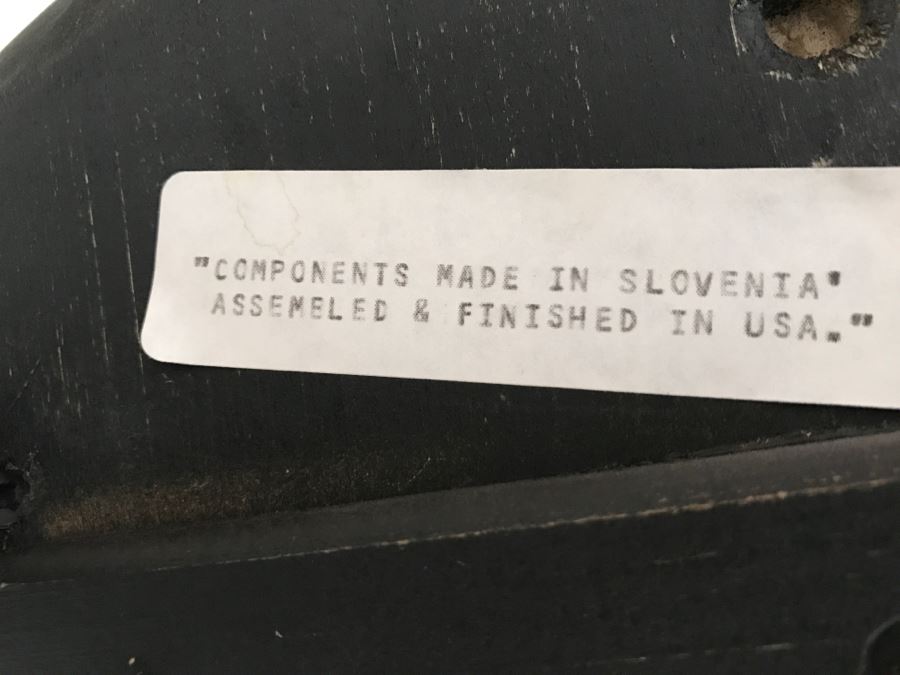 "COMPONENTS MADE IN SLOVENIA"
ASSEMELED & FINISHED IN USA."